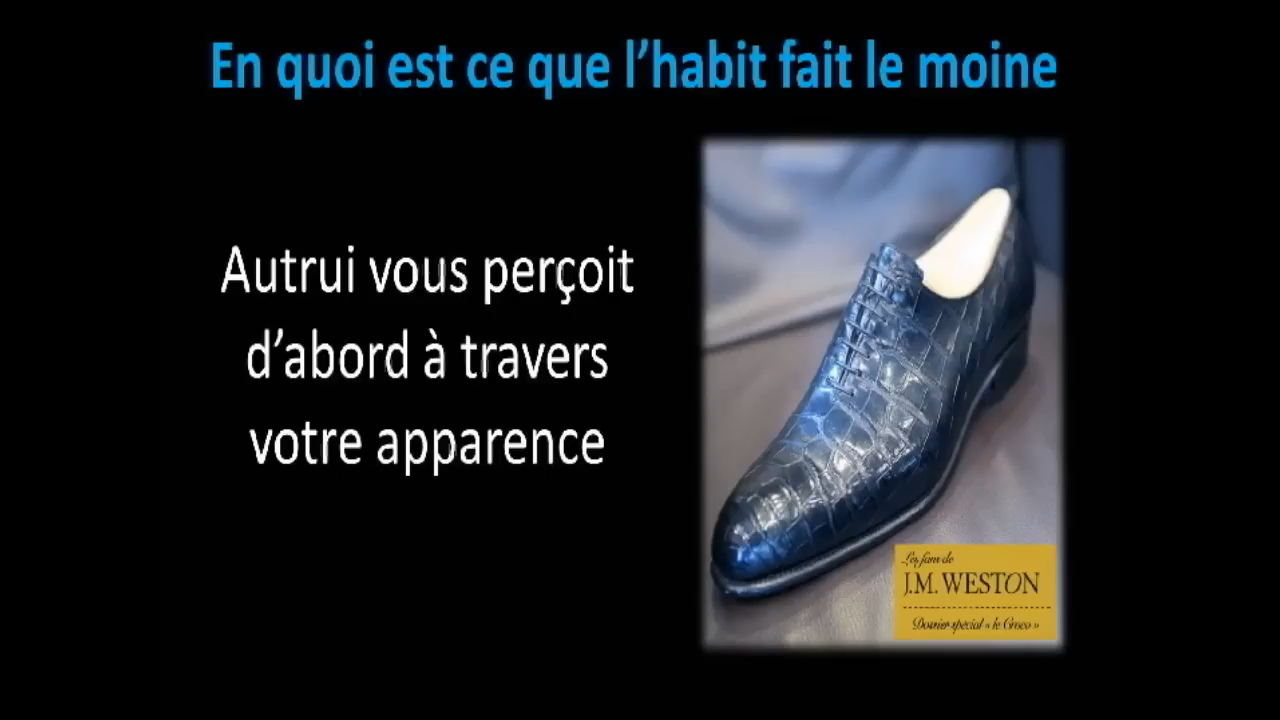 En quoi est ce que l’habit fait le moine
Autrui vous perçoit
d’abord à travers
votre apparence
Les fans de
J.M. WESTON
Dossier spécial « le Croco »